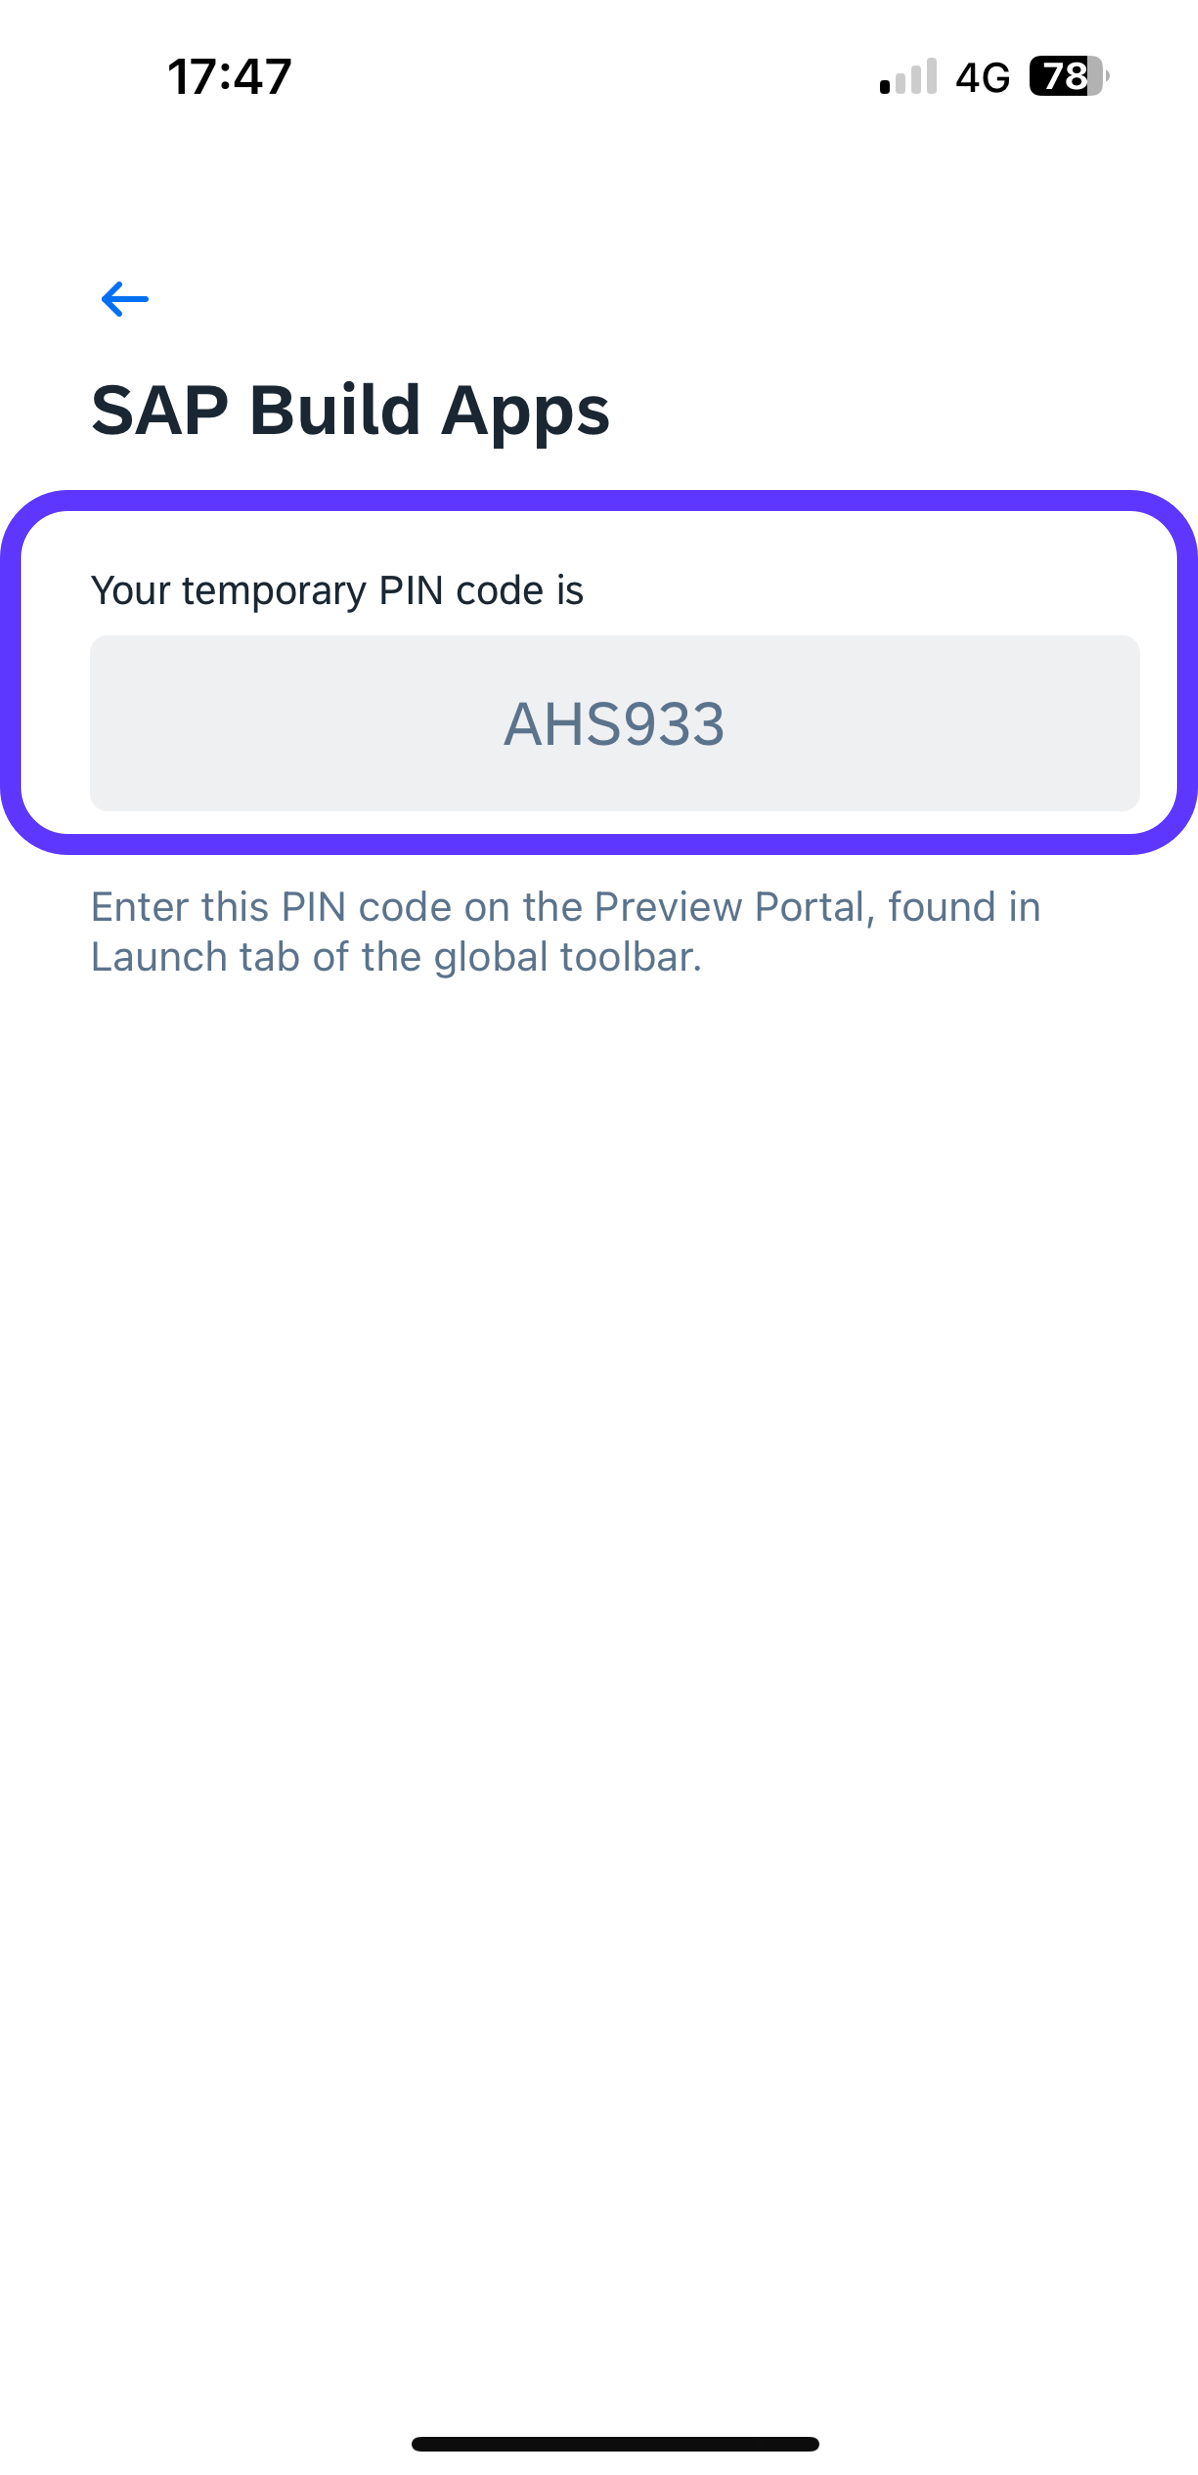 17:47 4G 78
SAP Build Apps
Your temporary PIN code is
AHS933
Enter this PIN code on the Preview Portal, found in
Launch tab of the global toolbar.